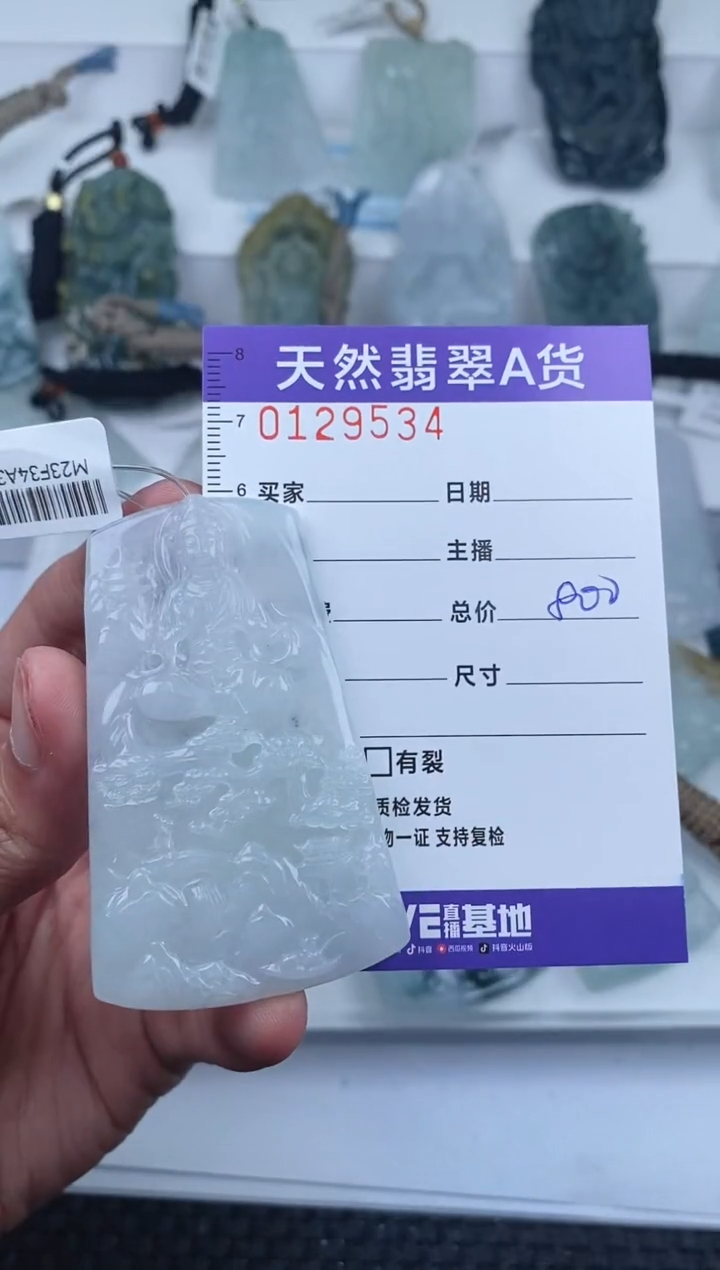 8
天然翡翠A货
7
0129534
6
买家 日期
主播
总价 800
尺寸
有裂
质检发货
物一证 支持复检
直播基地
抖音 西瓜视频 抖音火山版
M23F34A